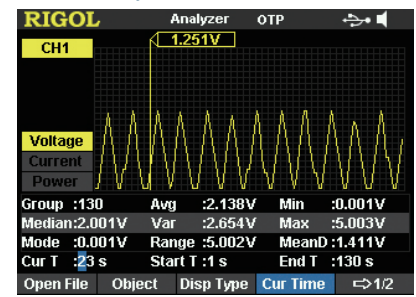 RIGOL Analyzer OTP
CH1 1.251V
Voltage
Current
Power
Group :130 Avg :2.138V Min :0.001V
Median:2.001V Var :2.654V Max :5.003V
Mode :0.001V Range :5.002V MeanD :1.411V
Cur T :23 s Start T :1 s End T :130 s
Open File Object Disp Type Cur Time ⇨1/2